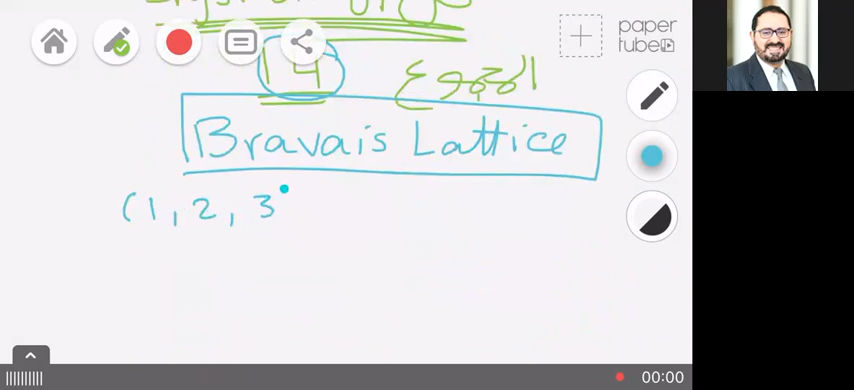 14 المجموع
Bravais Lattice
(1, 2, 3
paper
tube
00:00